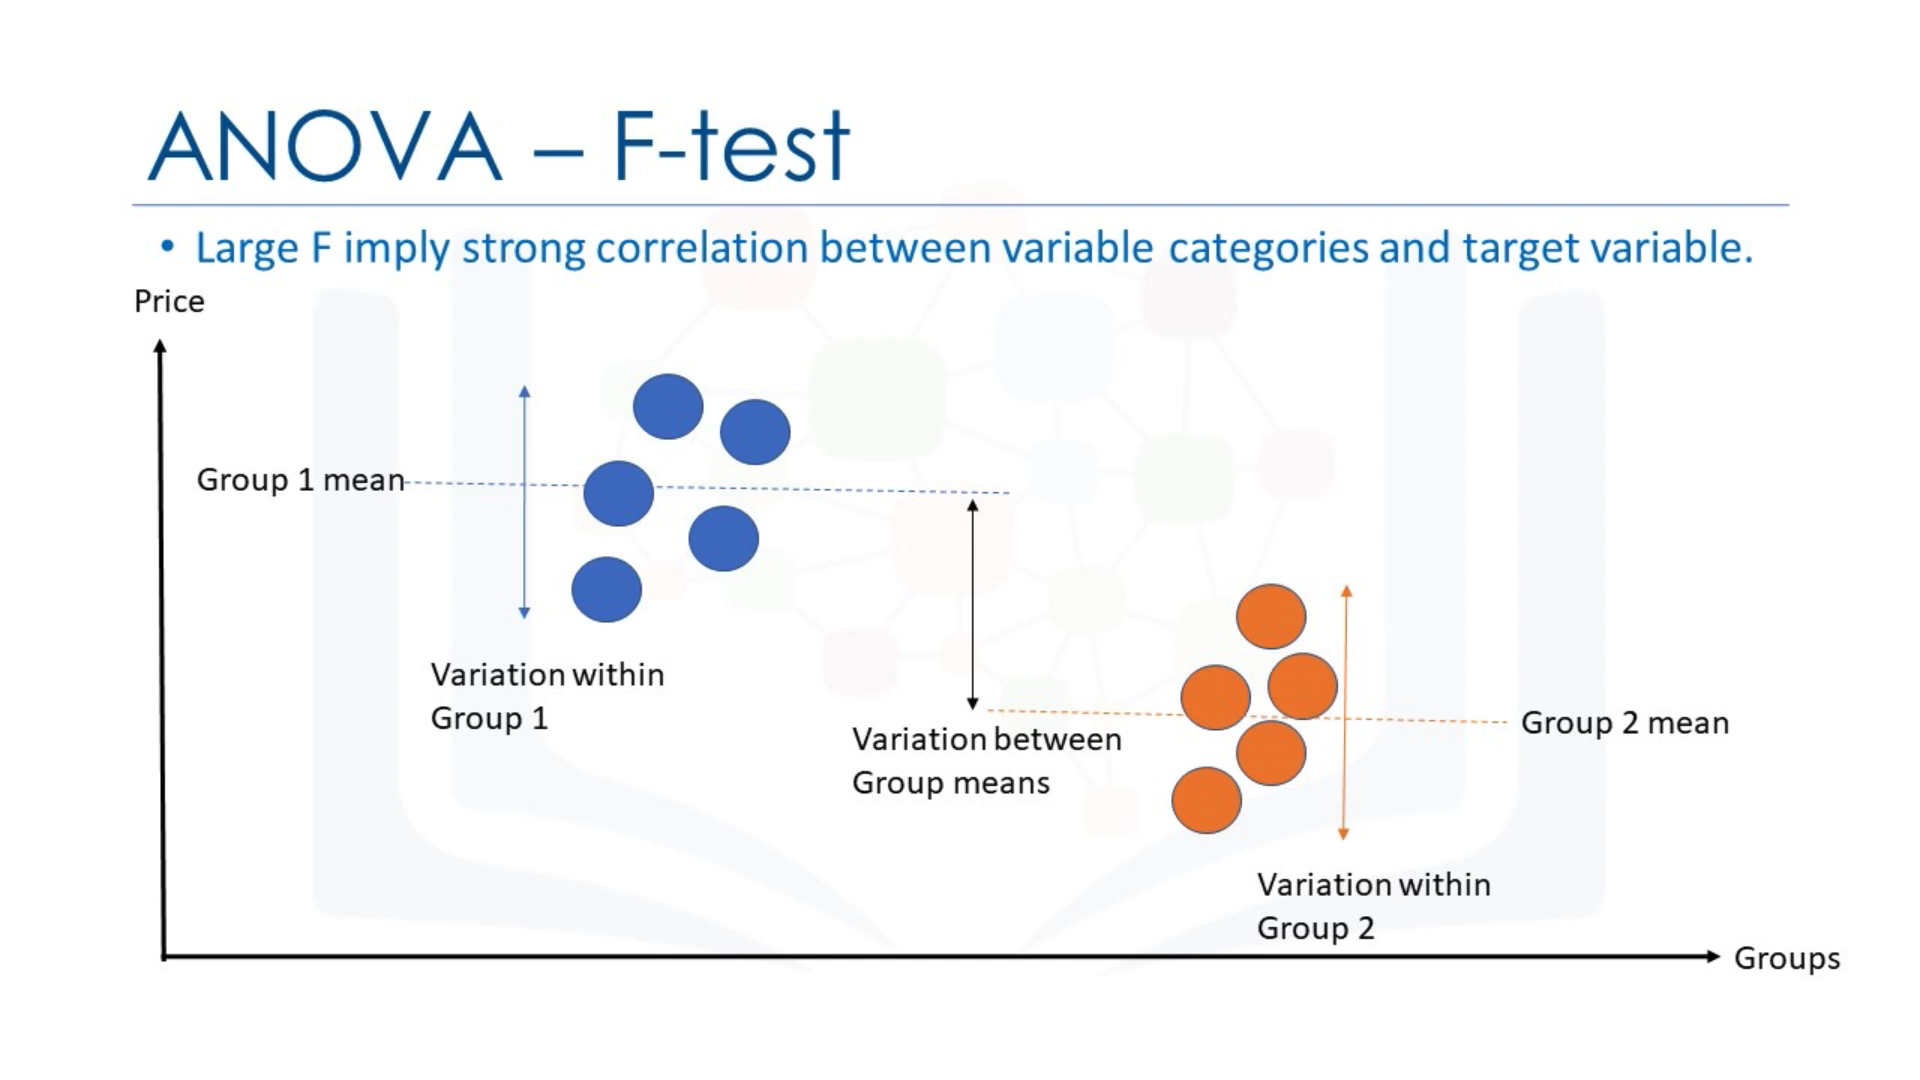 ANOVA – F-test
• Large F imply strong correlation between variable categories and target variable.
Price
Group 1 mean
Variation within
Group 1
Variation between
Group means
Group 2 mean
Variation within
Group 2
Groups